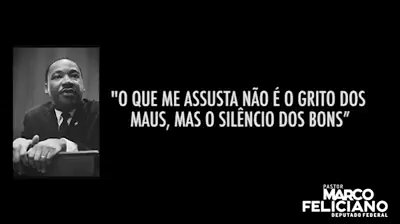 "O QUE ME ASSUSTA NÃO É O GRITO DOS
MAUS, MAS O SILÊNCIO DOS BONS”
PASTOR
MARCO
FELICIANO
DEPUTADO FEDERAL